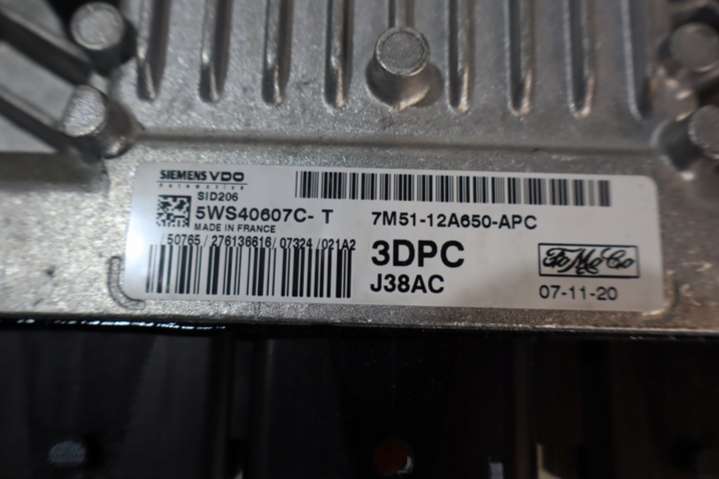 SIEMENS VDO
Automotive
SID206
5WS40607C- T
MADE IN FRANCE
50765 / 276136616 / 07324 / 021A2
7M51-12A650-APC
3DPC
J38AC
FoMoCo
07-11-20